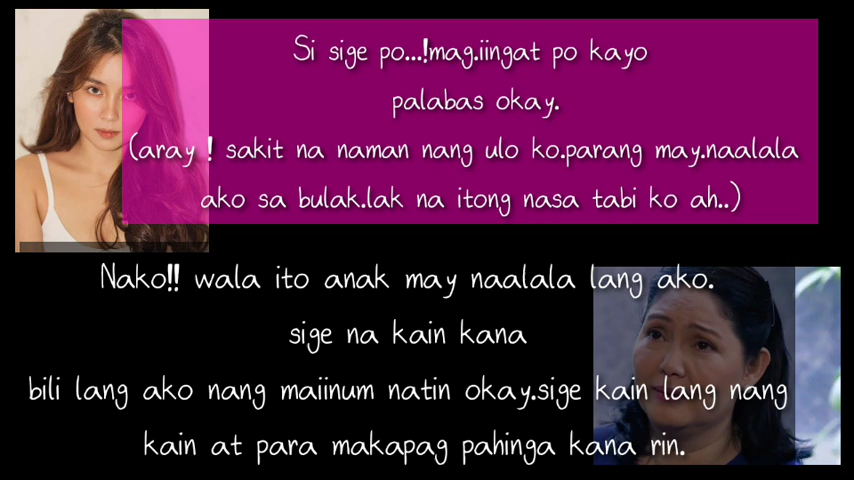 Si sige po...!mag.iingat po kayo
palabas okay.
(aray ! sakit na naman nang ulo ko.parang may.naalala
ako sa bulak.lak na itong nasa tabi ko ah..)
Nako!! wala ito anak may naalala lang ako.
sige na kain kana
bili lang ako nang maiinum natin okay.sige kain lang nang
kain at para makapag pahinga kana rin.